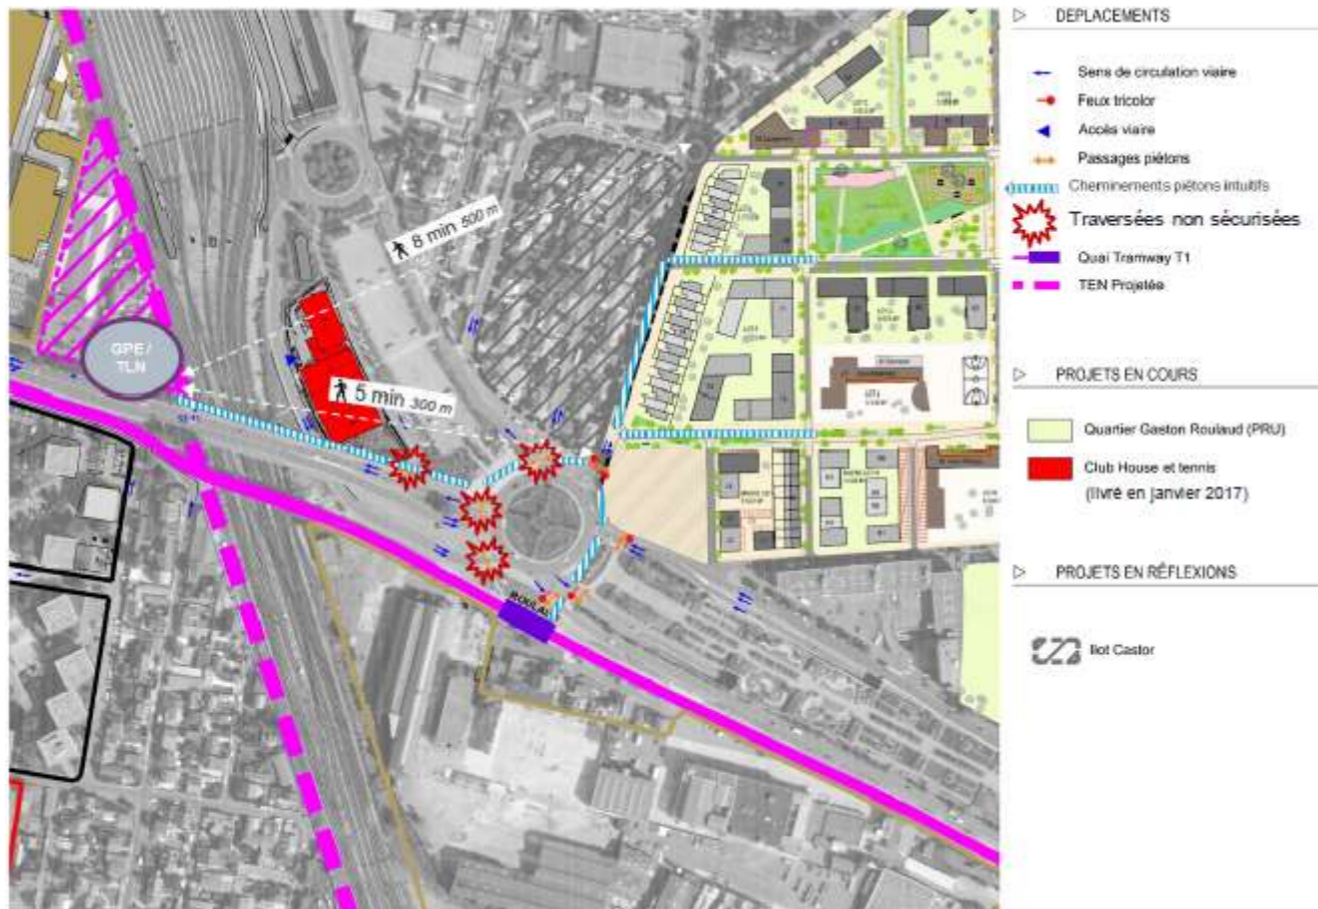 8 min 500 m
GPE /
TLN
5 min 300 m
DEPLACEMENTS
Sens de circulation viaire
Feux tricolor
Accès viaire
Passages piétons
Cheminements piétons intuitifs
Traversées non sécurisées
Quai Tramway T1
TEN Projetée
PROJETS EN COURS
Quartier Gaston Roulaud (PRU)
Club House et tennis
(livré en janvier 2017)
PROJETS EN RÉFLEXIONS
Ilot Castor